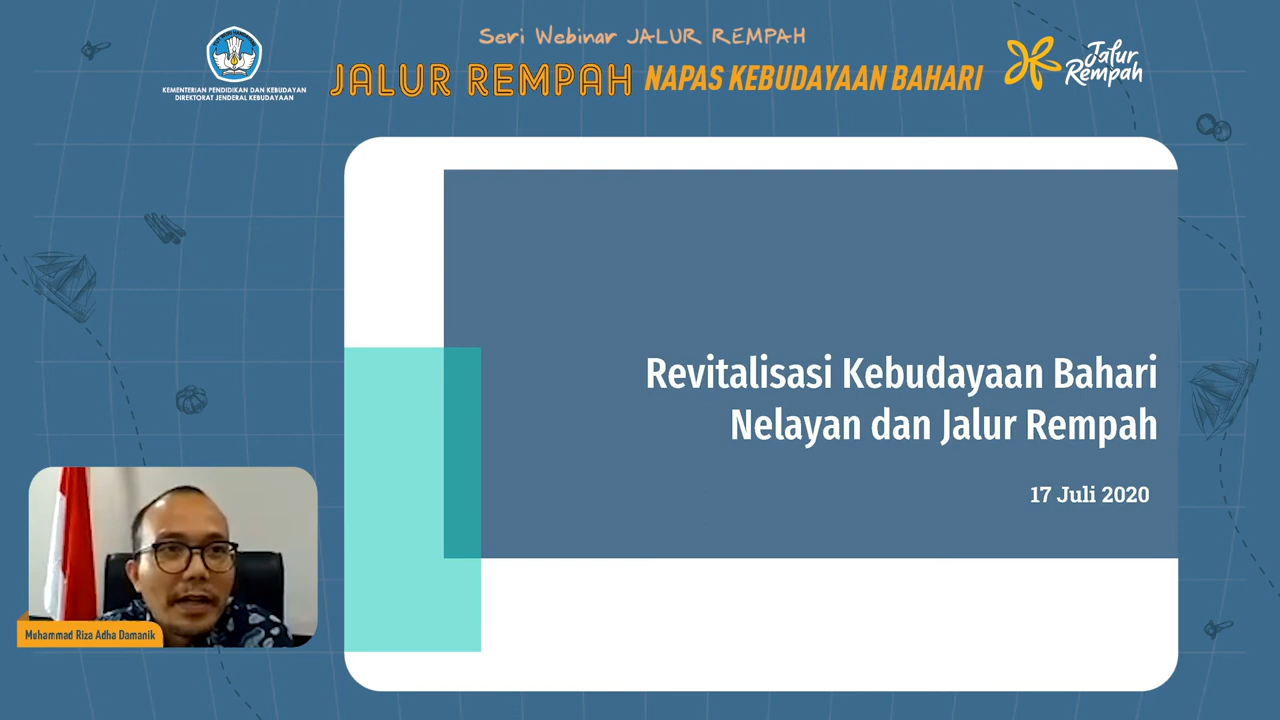 Seri Webinar JALUR REMPAH
JALUR REMPAH NAPAS KEBUDAYAAN BAHARI
KEMENTERIAN PENDIDIKAN DAN KEBUDAYAAN
DIREKTORAT JENDERAL KEBUDAYAAN
Jalur
Rempah
Revitalisasi Kebudayaan Bahari
Nelayan dan Jalur Rempah
17 Juli 2020
Muhammad Riza Adha Damanik